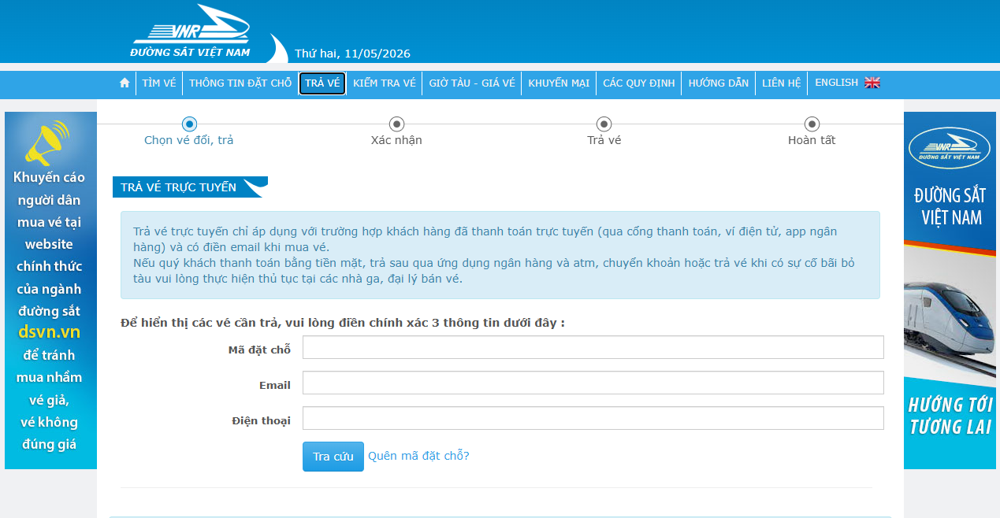 VNR
ĐƯỜNG SẮT VIỆT NAM
Thứ hai, 11/05/2026
TÌM VÉ
THÔNG TIN ĐẶT CHỖ
TRẢ VÉ
KIỂM TRA VÉ
GIỜ TÀU - GIÁ VÉ
KHUYẾN MẠI
CÁC QUY ĐỊNH
HƯỚNG DẪN
LIÊN HỆ
ENGLISH
Khuyến cáo
người dân
mua vé tại
website
chính thức
của ngành
đường sắt
dsvn.vn
để tránh
mua nhầm
vé giả,
vé không
đúng giá
Chọn vé đổi, trả
Xác nhận
Trả vé
Hoàn tất
TRẢ VÉ TRỰC TUYẾN
Trả vé trực tuyến chỉ áp dụng với trường hợp khách hàng đã thanh toán trực tuyến (qua cổng thanh toán, ví điện tử, app ngân
hàng) và có điền email khi mua vé.
Nếu quý khách thanh toán bằng tiền mặt, trả sau qua ứng dụng ngân hàng và atm, chuyển khoản hoặc trả vé khi có sự cố bãi bỏ
tàu vui lòng thực hiện thủ tục tại các nhà ga, đại lý bán vé.
Để hiển thị các vé cần trả, vui lòng điền chính xác 3 thông tin dưới đây :
Mã đặt chỗ
Email
Điện thoại
Tra cứu
Quên mã đặt chỗ?
VNR
ĐƯỜNG SẮT VIỆT NAM
ĐƯỜNG SẮT
VIỆT NAM
HƯỚNG TỚI
TƯƠNG LAI